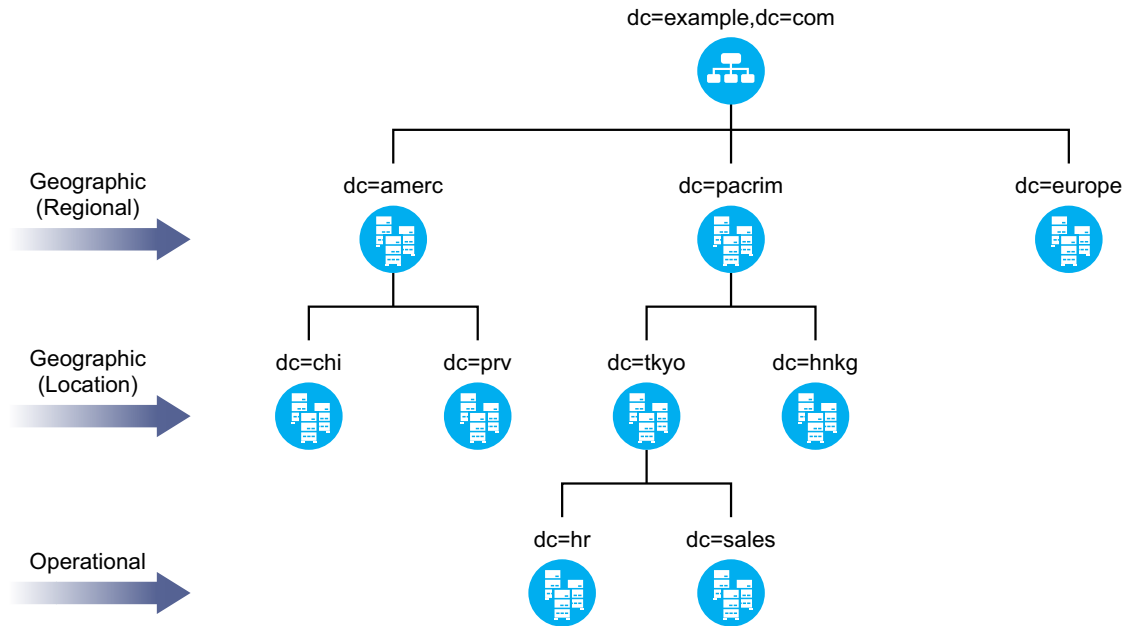 dc=example,dc=com
Geographic
(Regional)
dc=amerc
dc=pacrim
dc=europe
Geographic
(Location)
dc=chi
dc=prv
dc=tkyo
dc=hnkg
Operational
dc=hr
dc=sales